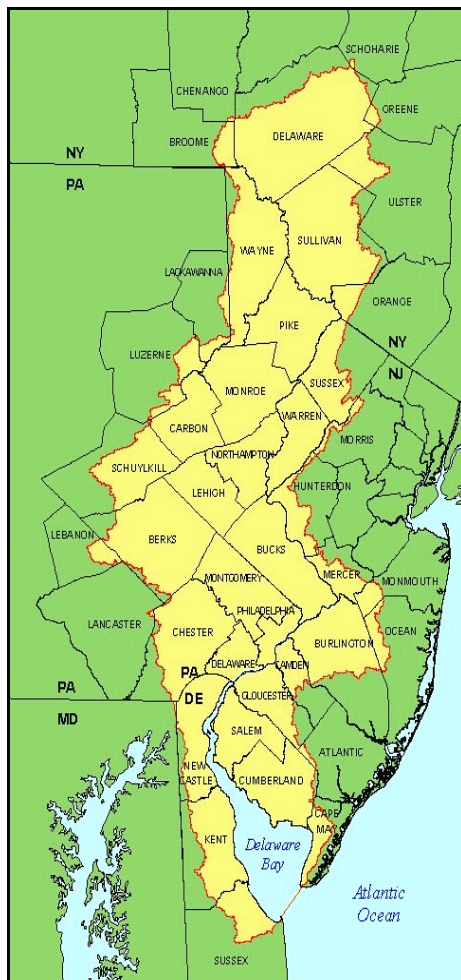 SCHOHARIE
CHENANGO
GREENE
DELAWARE
BROOME
NY
PA
ULSTER
SULLIVAN
WAYNE
LACKAWANNA
ORANGE
PIKE
NY
LUZERNE
NJ
SUSSEX
MONROE
WARREN
CARBON
MORRIS
NORTHAMPTON
SCHUYLKILL
HUNTERDON
LEHIGH
LEBANON
BERKS
BUCKS
MERCER
MONTGOMERY
MONMOUTH
PHILADELPHIA
LANCASTER
CHESTER
OCEAN
BURLINGTON
DELAWARE
CAMDEN
PA
PA
GLOUCESTER
DE
MD
SALEM
ATLANTIC
NEW
CASTLE
CUMBERLAND
CAPE
MAY
KENT
Delaware
Bay
Atlantic
Ocean
SUSSEX